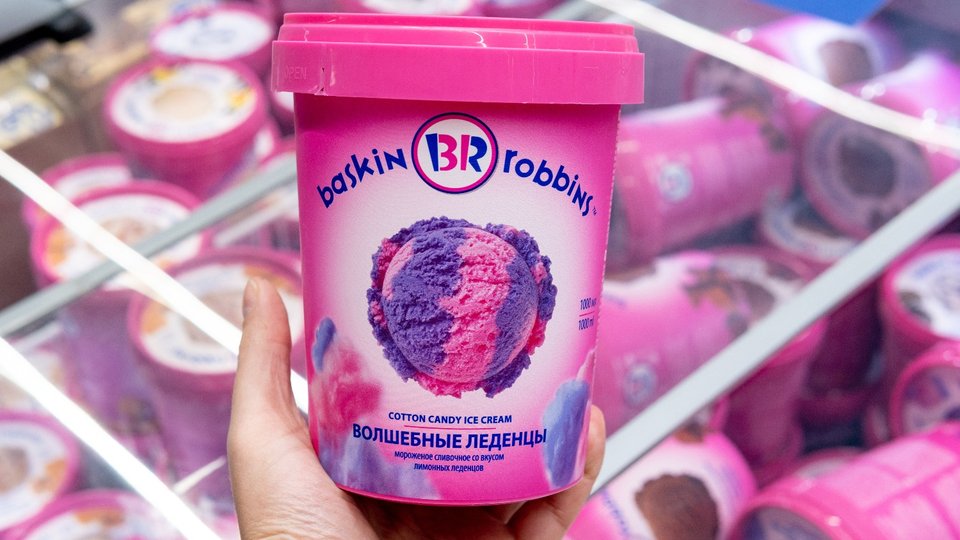 OPEN
baskin BR robbins
1000 мл
1000 ml
COTTON CANDY ICE CREAM
ВОЛШЕБНЫЕ ЛЕДЕНЦЫ
мороженое сливочное со вкусом
лимонных леденцов